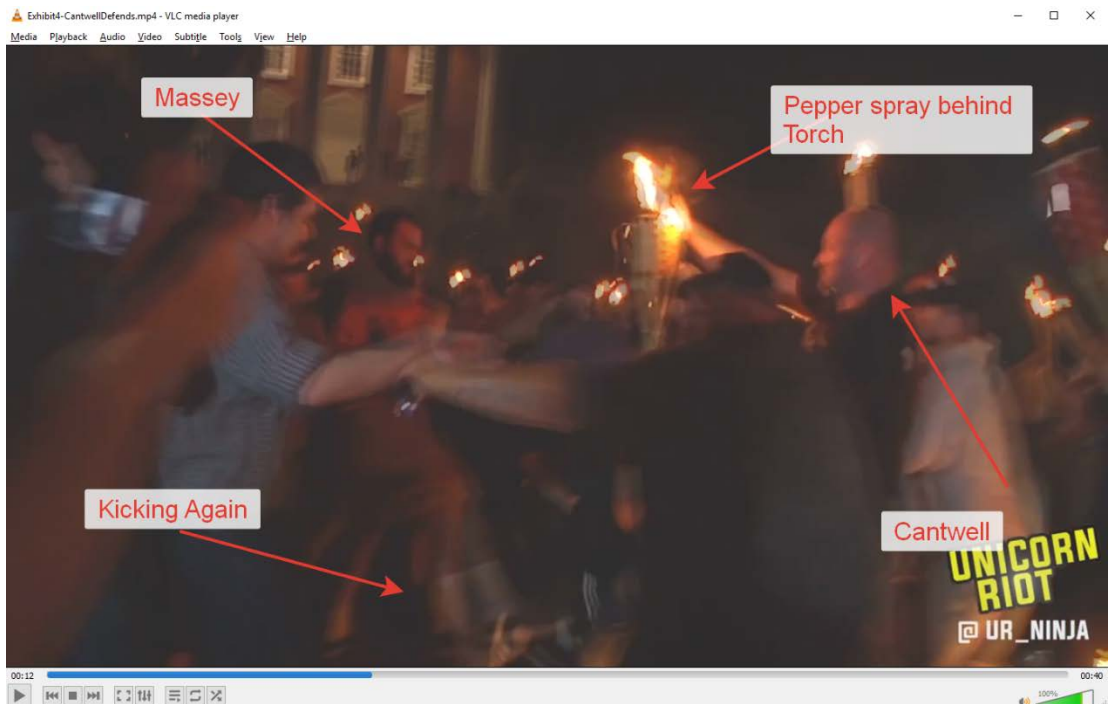 Exhibit4-CantwellDefends.mp4 - VLC media player
Media Playback Audio Video Subtitle Tools View Help
Massey
Pepper spray behind
Torch
Kicking Again
Cantwell
UNICORN
RIOT
@ UR_NINJA
00:12
00:40
100%